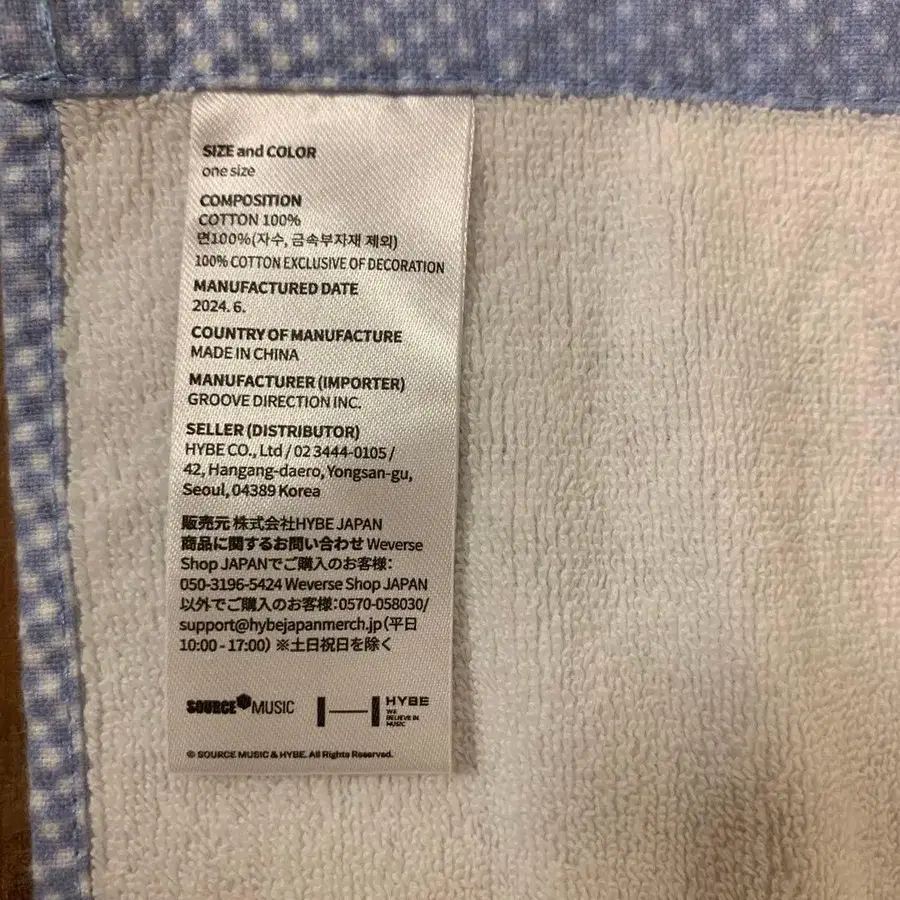 SIZE and COLOR
one size
COMPOSITION
COTTON 100%
면100%(자수, 금속부자재 제외)
100% COTTON EXCLUSIVE OF DECORATION
MANUFACTURED DATE
2024. 6.
COUNTRY OF MANUFACTURE
MADE IN CHINA
MANUFACTURER (IMPORTER)
GROOVE DIRECTION INC.
SELLER (DISTRIBUTOR)
HYBE CO., Ltd / 02 3444-0105 /
42, Hangang-daero, Yongsan-gu,
Seoul, 04389 Korea
販売元 株式会社HYBE JAPAN
商品に関するお問い合わせ Weverse
Shop JAPANでご購入のお客様:
050-3196-5424 Weverse Shop JAPAN
以外でご購入のお客様:0570-058030/
support@hybejapanmerch.jp(平日
10:00 - 17:00) ※土日祝日を除く
SOURCE MUSIC
HYBE
WE
BELIEVE IN
MUSIC
© SOURCE MUSIC & HYBE. All Rights Reserved.